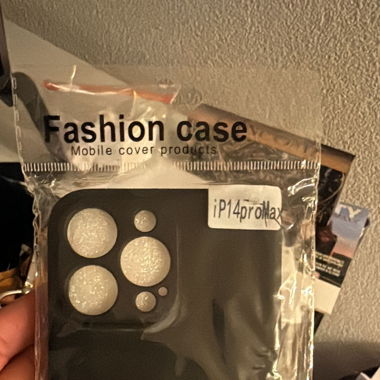 Fashion case
Mobile cover products
iP14proMax